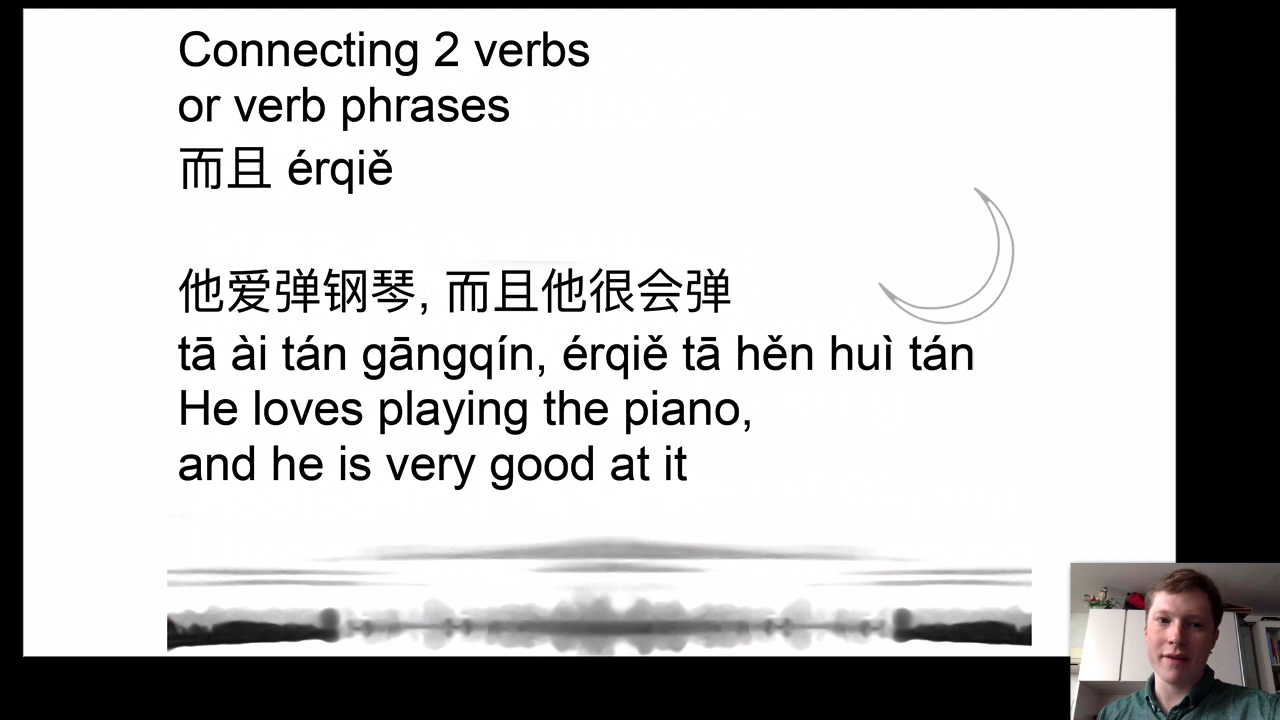 Connecting 2 verbs
or verb phrases
而且 érqiě
他爱弹钢琴, 而且他很会弹
tā ài tán gāngqín, érqiě tā hěn huì tán
He loves playing the piano,
and he is very good at it